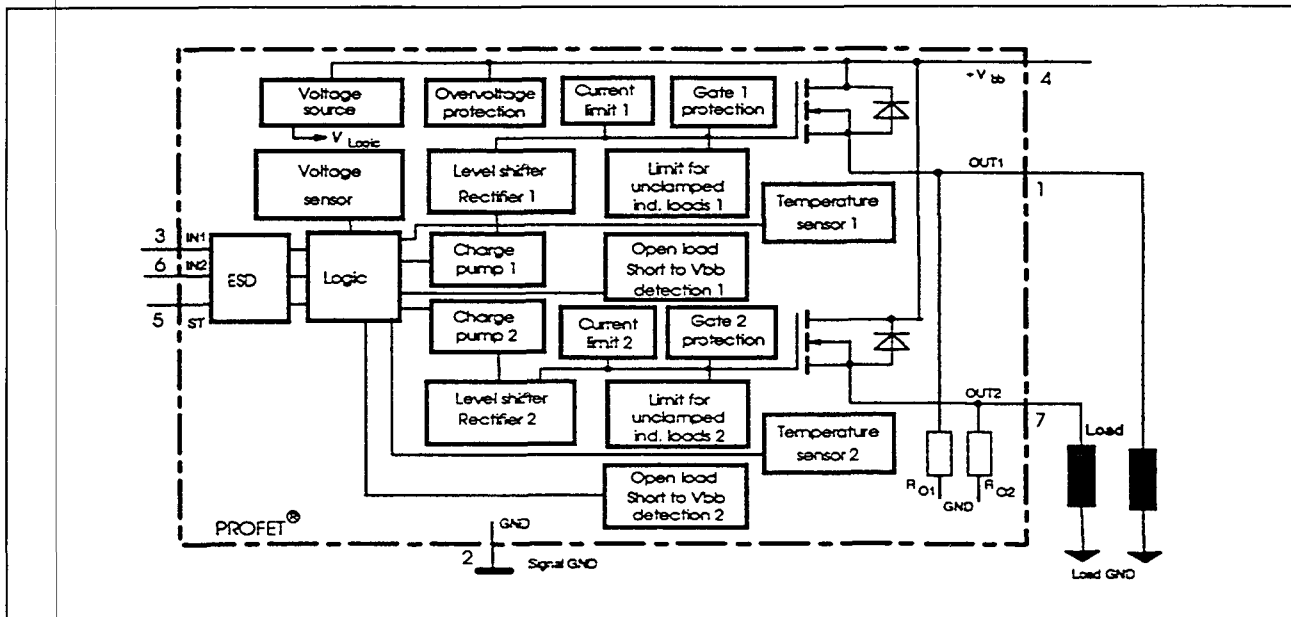 +V bb
4
Voltage
source
Overvoltage
protection
Current
limit 1
Gate 1
protection
V Logic
Voltage
sensor
Level shifter
Rectifier 1
Limit for
unclamped
ind. loads 1
OUT1
1
Temperature
sensor 1
3
IN1
6
IN2
5
ST
ESD
Logic
Charge
pump 1
Open load
Short to Vbb
detection 1
Charge
pump 2
Current
limit 2
Gate 2
protection
Level shifter
Rectifier 2
Limit for
unclamped
ind. loads 2
OUT2
7
Load
Temperature
sensor 2
R O1
GND
R O2
Open load
Short to Vbb
detection 2
PROFET®
GND
2
Signal GND
Load GND